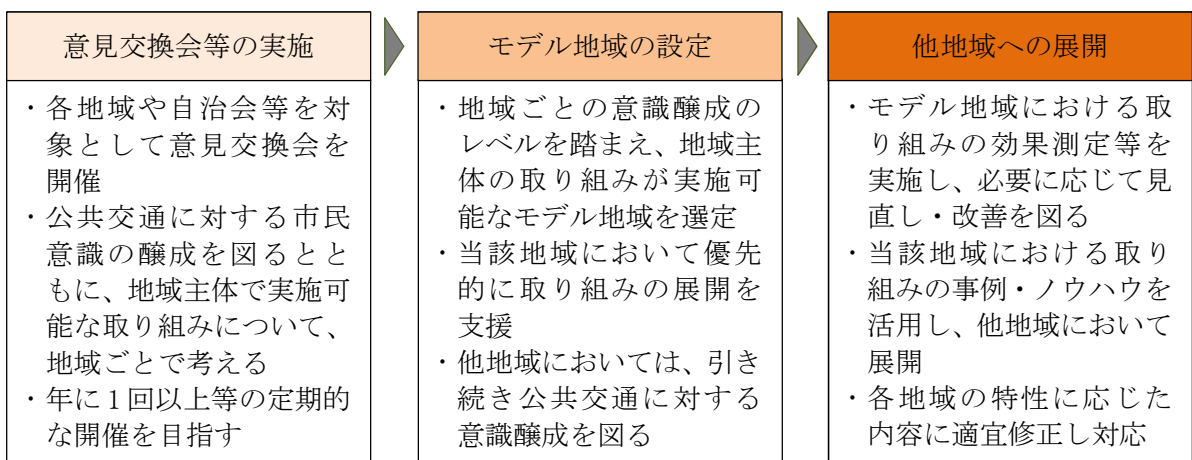 意見交換会等の実施
・各地域や自治会等を対
象として意見交換会を
開催
・公共交通に対する市民
意識の醸成を図るとと
もに、地域主体で実施可
能な取り組みについて、
地域ごとで考える
・年に1回以上等の定期的
な開催を目指す
モデル地域の設定
・地域ごとの意識醸成の
レベルを踏まえ、地域主
体の取り組みが実施可
能なモデル地域を選定
・当該地域において優先
的に取り組みの展開を
支援
・他地域においては、引き
続き公共交通に対する
意識醸成を図る
他地域への展開
・モデル地域における取
り組みの効果測定等を
実施し、必要に応じて見
直し・改善を図る
・当該地域における取り
組みの事例・ノウハウを
活用し、他地域において
展開
・各地域の特性に応じた
内容に適宜修正し対応